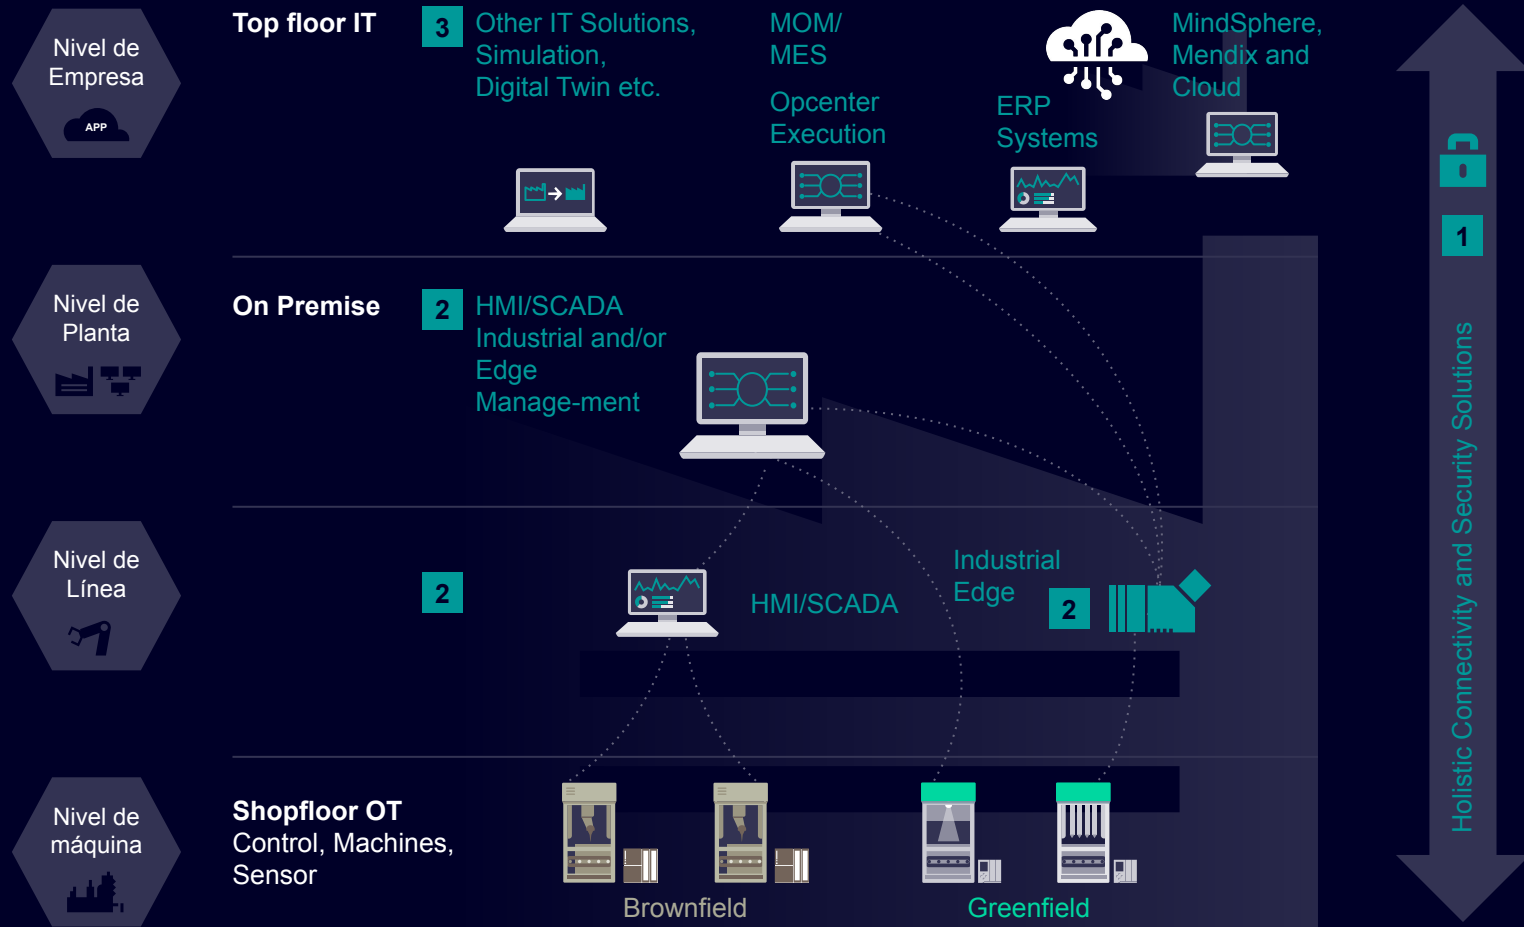 Nivel de
Empresa
APP
Top floor IT
3
Other IT Solutions,
Simulation,
Digital Twin etc.
MOM/
MES
Opcenter
Execution
ERP
Systems
MindSphere,
Mendix and
Cloud
1
Holistic Connectivity and Security Solutions
Nivel de
Planta
On Premise
2
HMI/SCADA
Industrial and/or
Edge
Manage-ment
Nivel de
Línea
2
HMI/SCADA
Industrial
Edge
2
Nivel de
máquina
Shopfloor OT
Control, Machines,
Sensor
Brownfield
Greenfield